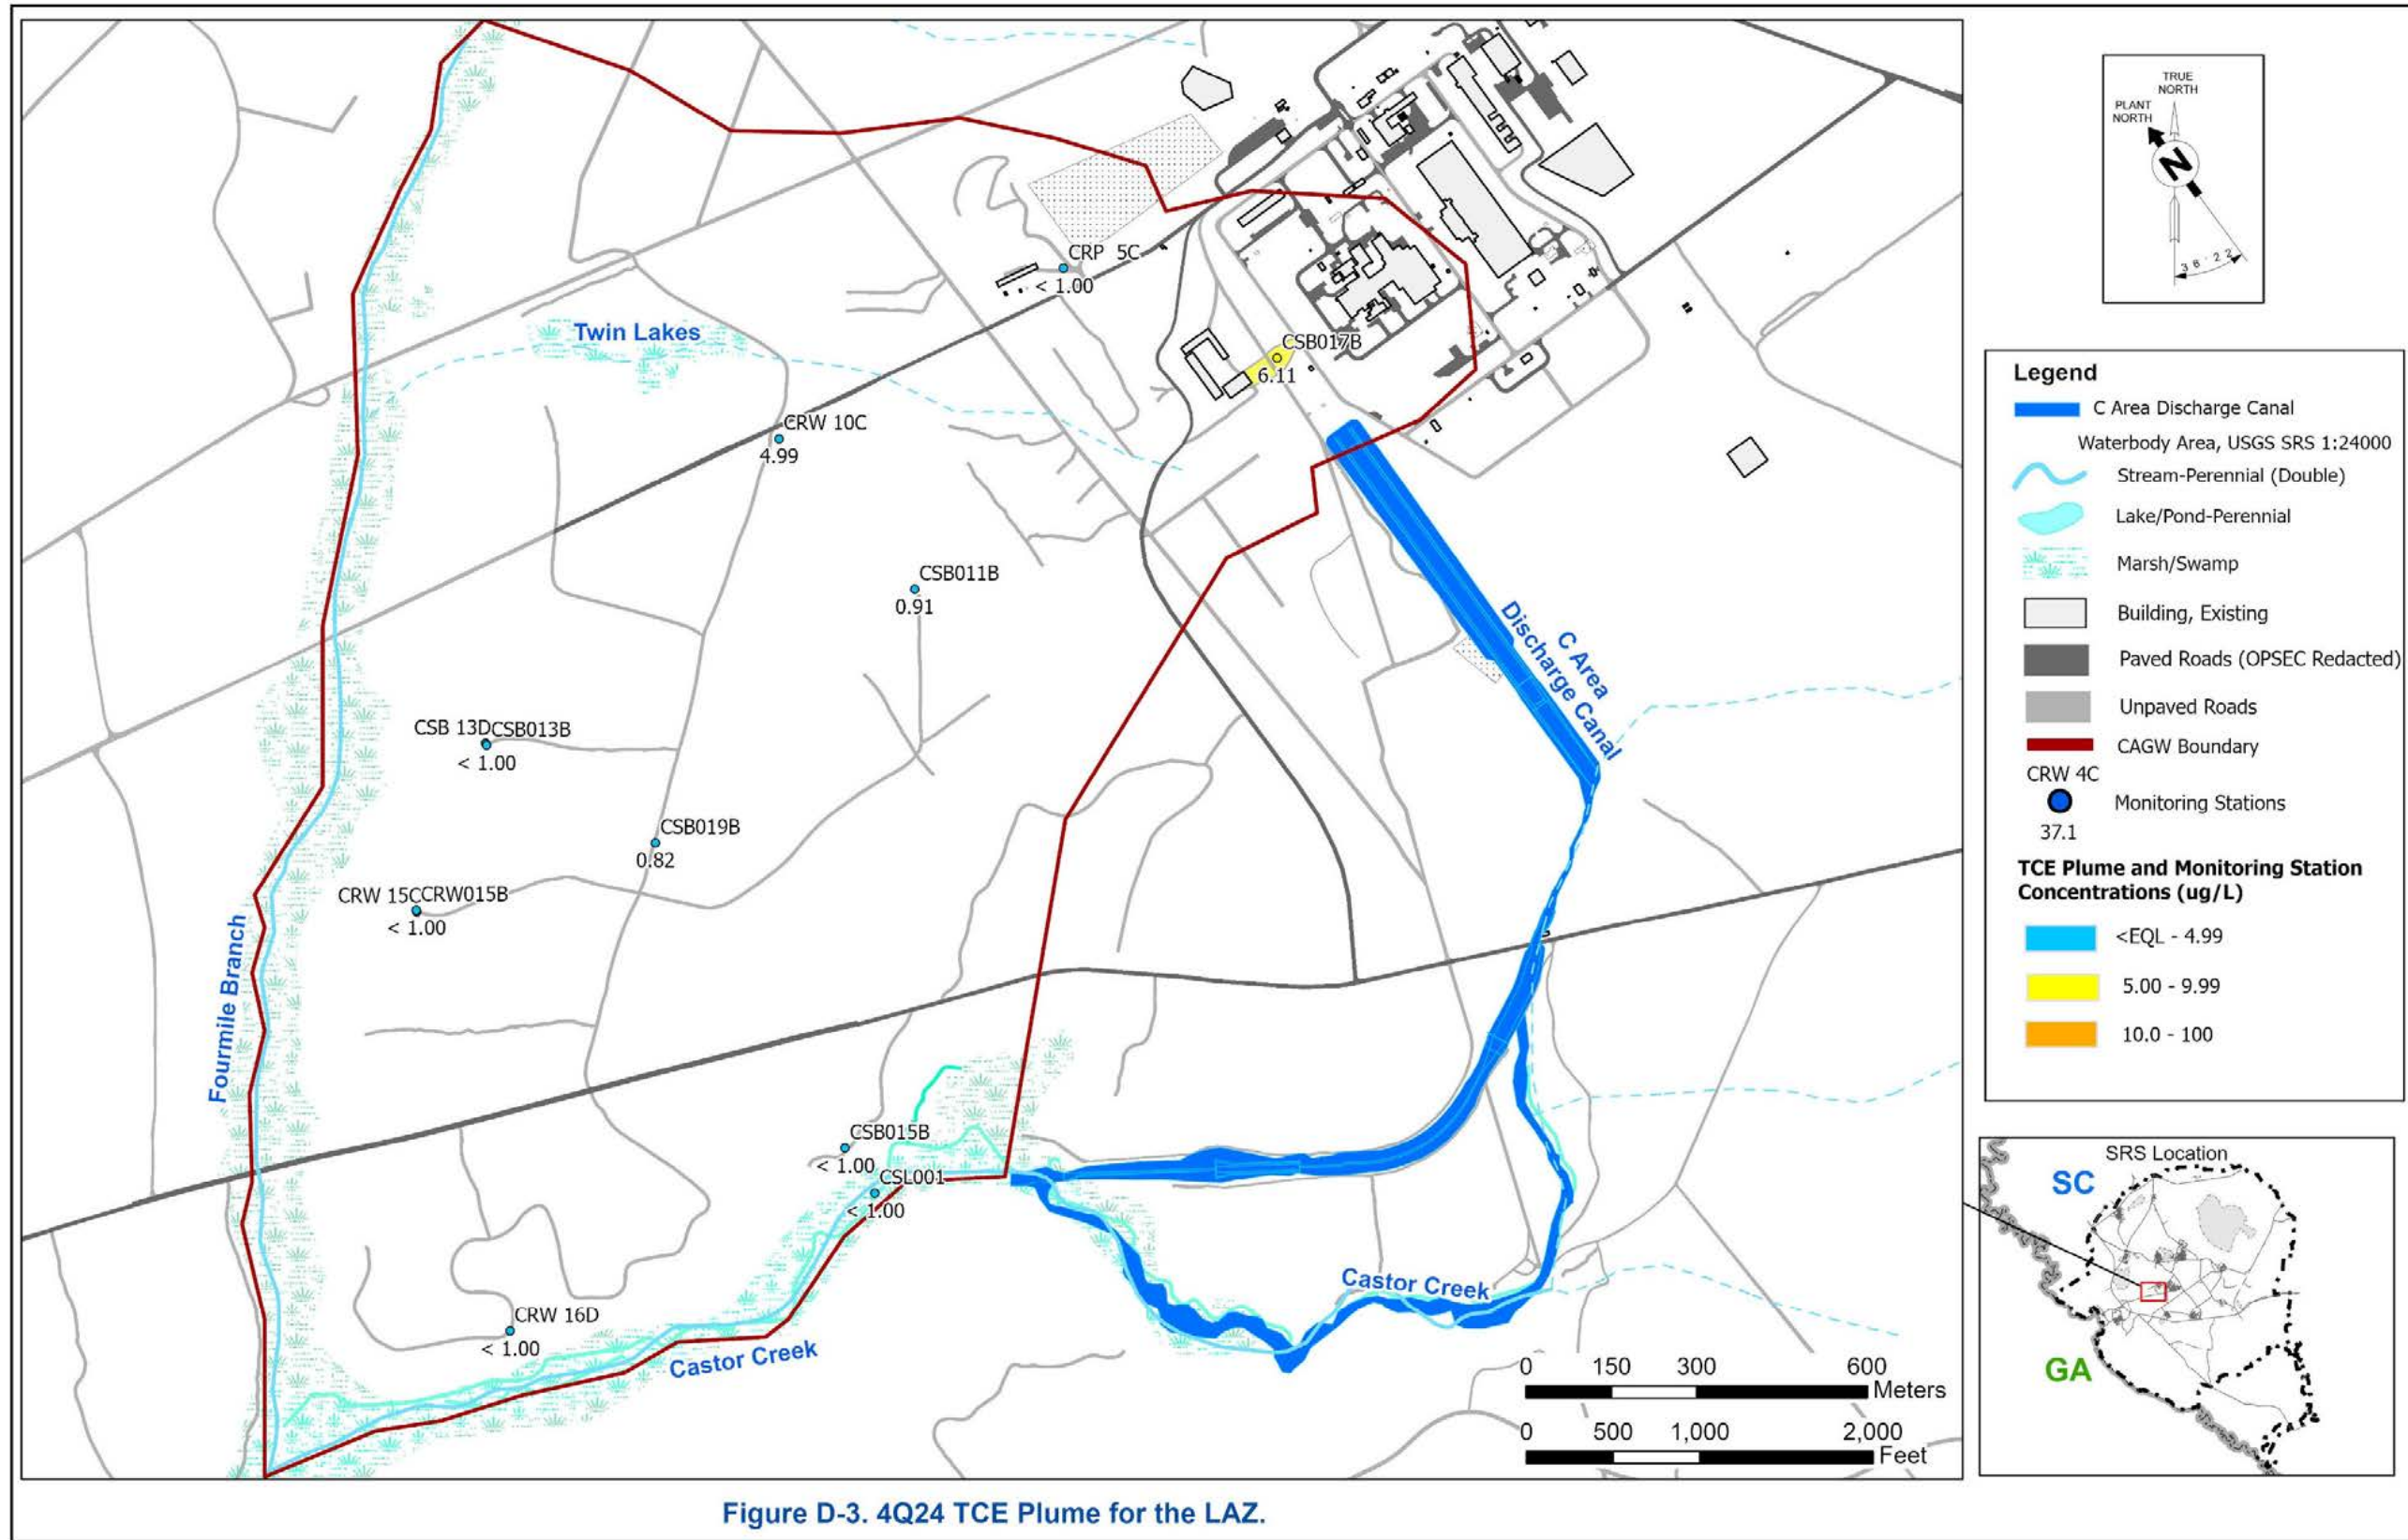 Twin Lakes
CRP 5C
< 1.00
CSB017B
6.11
CRW 10C
4.99
CSB011B
0.91
C Area
Discharge Canal
CSB 13D
CSB013B
< 1.00
CSB019B
0.82
CRW 15C
CRW015B
< 1.00
Fourmile Branch
CSB015B
< 1.00
CSL001
< 1.00
CRW 16D
< 1.00
Castor Creek
Castor Creek
0 150 300 600
Meters
0 500 1,000 2,000
Feet
TRUE
NORTH
PLANT
NORTH
N
36°22'
Legend
C Area Discharge Canal
Waterbody Area, USGS SRS 1:24000
Stream-Perennial (Double)
Lake/Pond-Perennial
Marsh/Swamp
Building, Existing
Paved Roads (OPSEC Redacted)
Unpaved Roads
CAGW Boundary
CRW 4C
Monitoring Stations
37.1
TCE Plume and Monitoring Station
Concentrations (ug/L)
<EQL - 4.99
5.00 - 9.99
10.0 - 100
SRS Location
SC
GA
Figure D-3. 4Q24 TCE Plume for the LAZ.